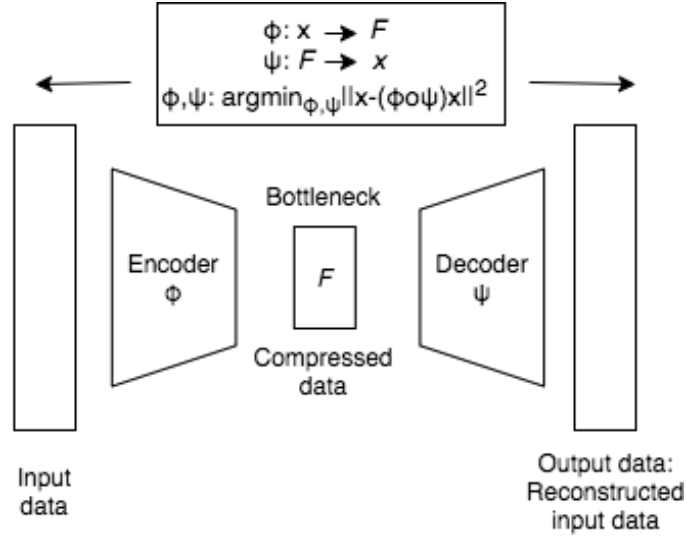 ϕ: x → F
ψ: F → x
ϕ,ψ: argmin_ϕ,ψ||x-(ϕoψ)x||²
Bottleneck
Encoder
ϕ
F
Decoder
ψ
Compressed
data
Input
data
Output data:
Reconstructed
input data